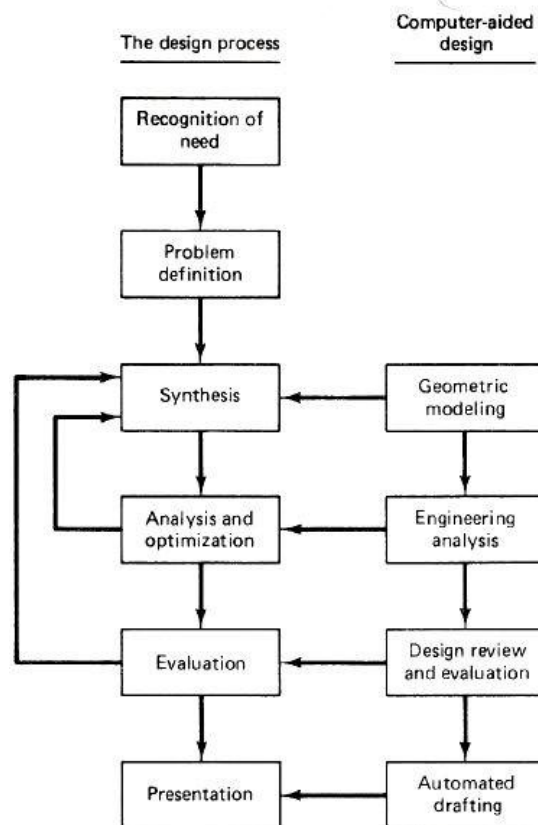 The design process
Computer-aided
design
Recognition of
need
Problem
definition
Synthesis
Geometric
modeling
Analysis and
optimization
Engineering
analysis
Evaluation
Design review
and evaluation
Presentation
Automated
drafting